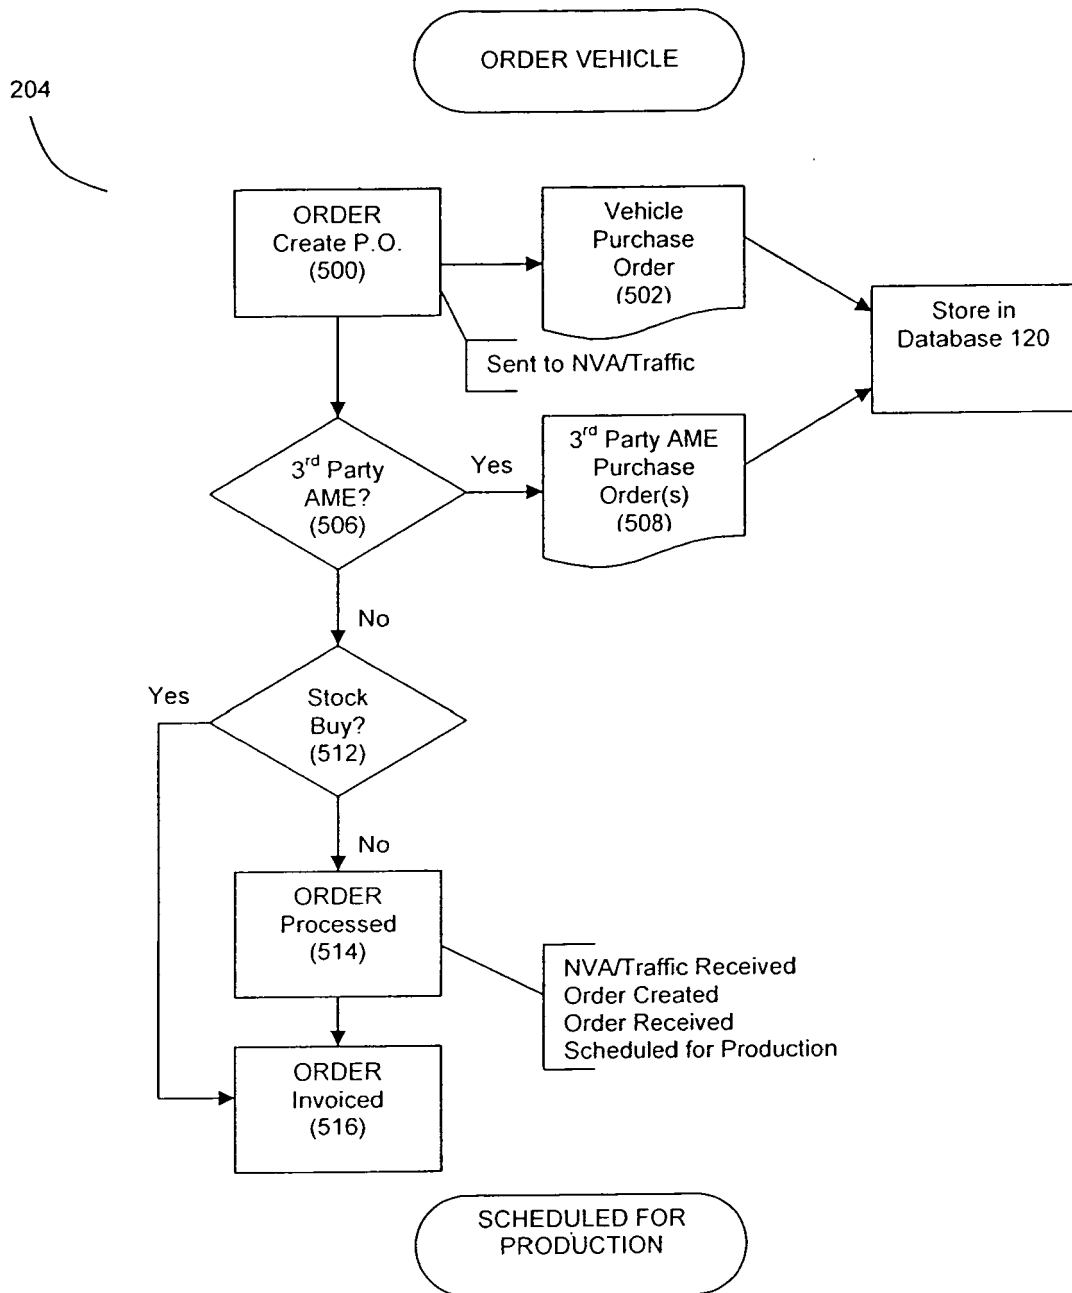 ORDER VEHICLE
204
ORDER
Create P.O.
(500)
Vehicle
Purchase
Order
(502)
Store in
Database 120
Sent to NVA/Traffic
3rd Party
AME?
(506)
Yes
3rd Party AME
Purchase
Order(s)
(508)
No
Yes
Stock
Buy?
(512)
No
ORDER
Processed
(514)
NVA/Traffic Received
Order Created
Order Received
Scheduled for Production
ORDER
Invoiced
(516)
SCHEDULED FOR
PRODUCTION